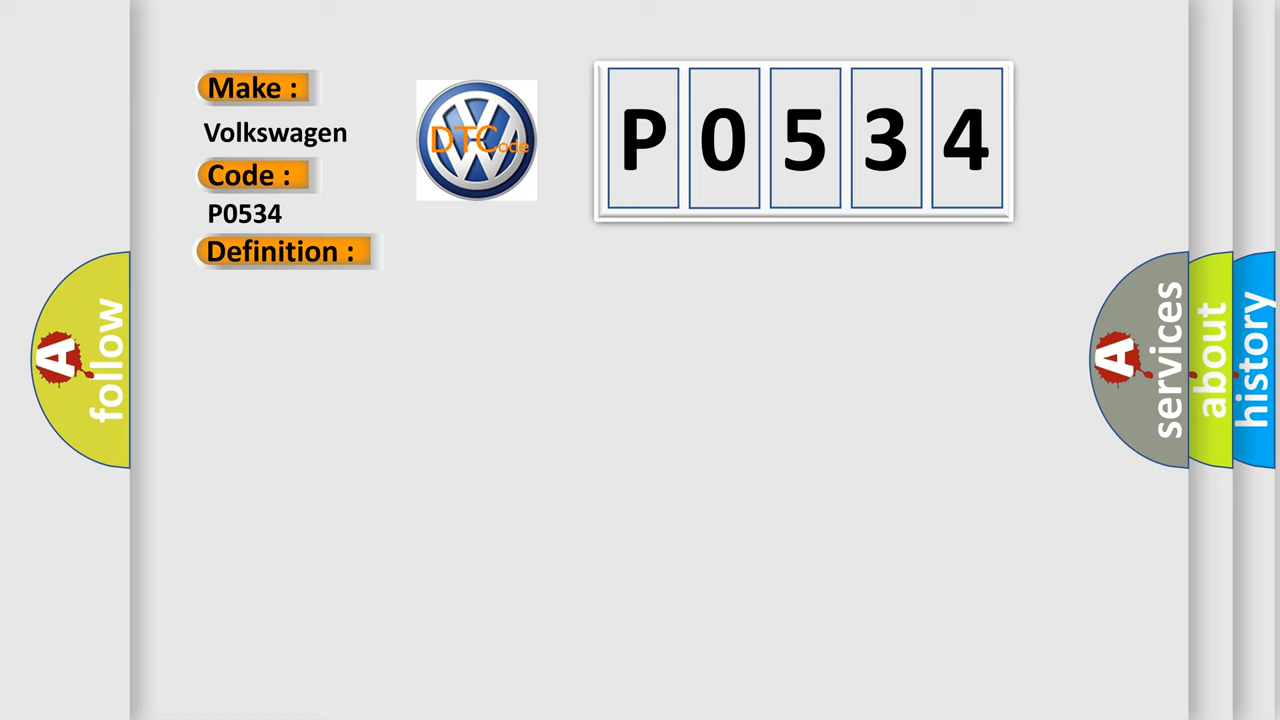 Make :
Volkswagen
Code :
P0534
Definition :
DTCode
P 0 5 3 4
A follow
A services
about
history